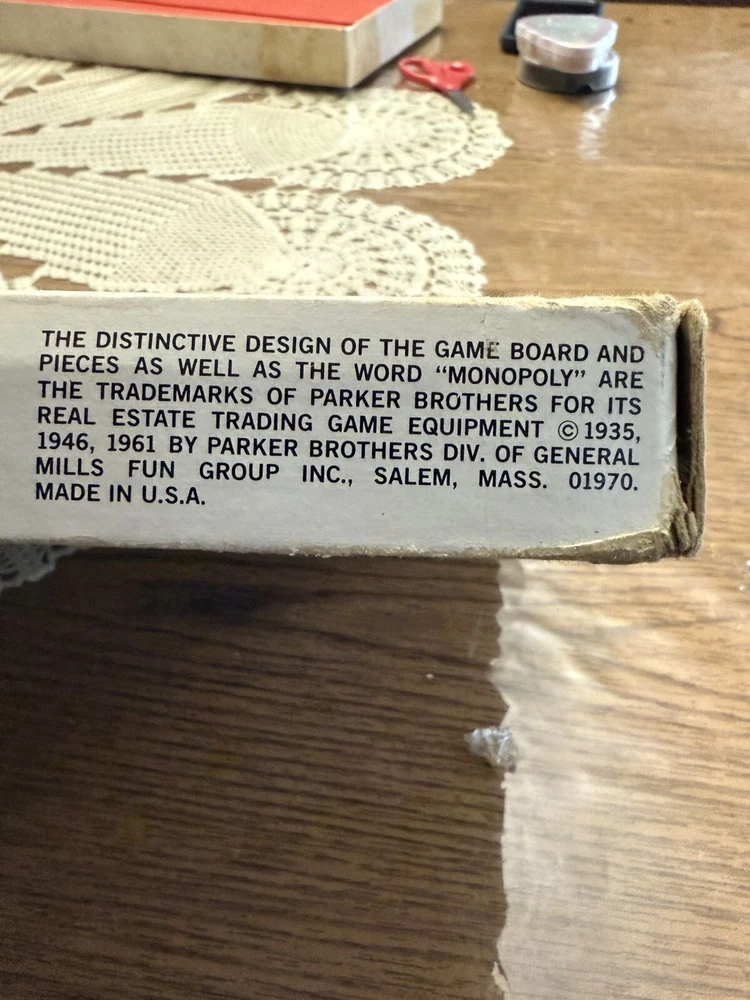 THE DISTINCTIVE DESIGN OF THE GAME BOARD AND
PIECES AS WELL AS THE WORD “MONOPOLY” ARE
THE TRADEMARKS OF PARKER BROTHERS FOR ITS
REAL ESTATE TRADING GAME EQUIPMENT © 1935,
1946, 1961 BY PARKER BROTHERS DIV. OF GENERAL
MILLS FUN GROUP INC., SALEM, MASS. 01970.
MADE IN U.S.A.